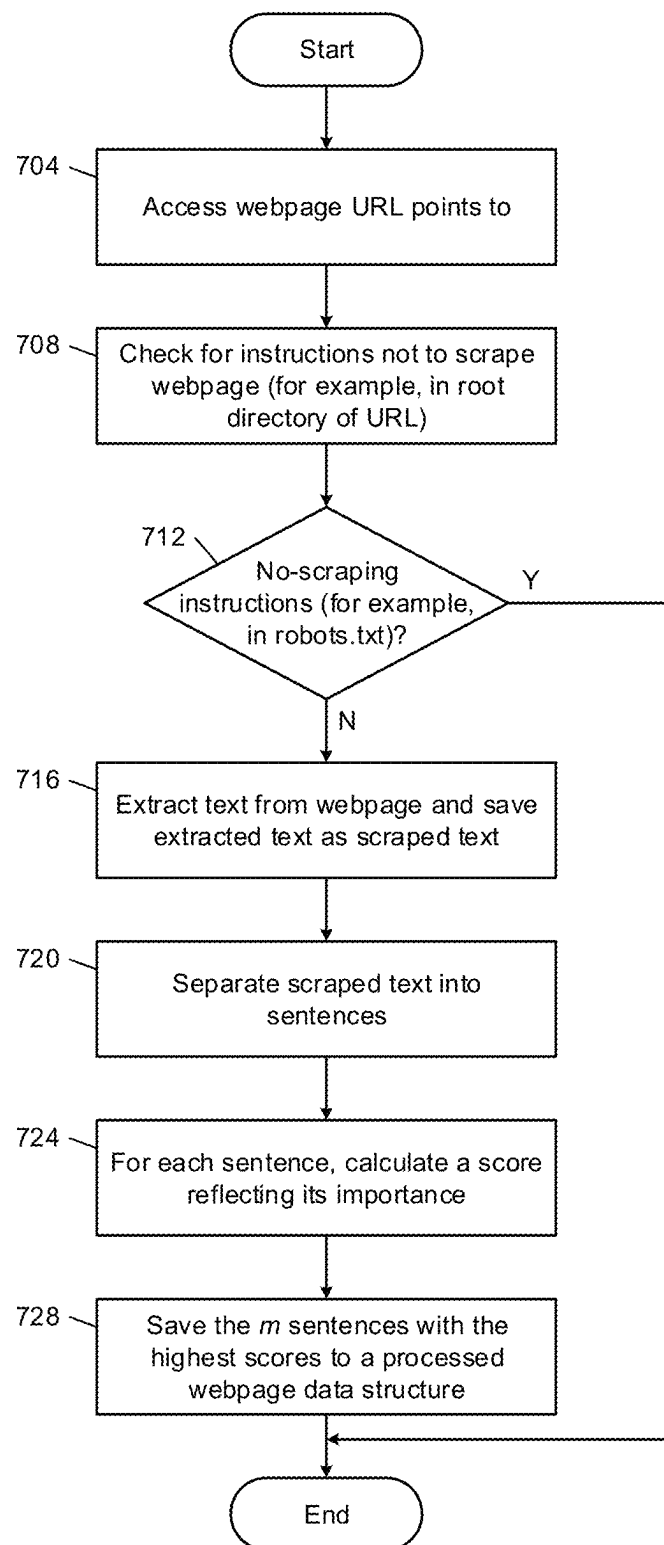 Start
704
Access webpage URL points to
708
Check for instructions not to scrape
webpage (for example, in root
directory of URL)
712
No-scraping
instructions (for example,
in robots.txt)?
Y
N
716
Extract text from webpage and save
extracted text as scraped text
720
Separate scraped text into
sentences
724
For each sentence, calculate a score
reflecting its importance
728
Save the m sentences with the
highest scores to a processed
webpage data structure
End